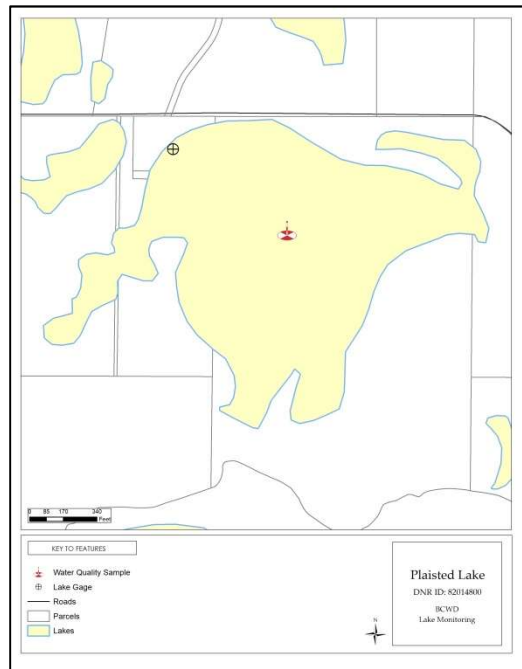 0 85 170 340
Feet
KEY TO FEATURES
Water Quality Sample
Lake Gage
Roads
Parcels
Lakes
N
Plaisted Lake
DNR ID: 82014800
BCWD
Lake Monitoring